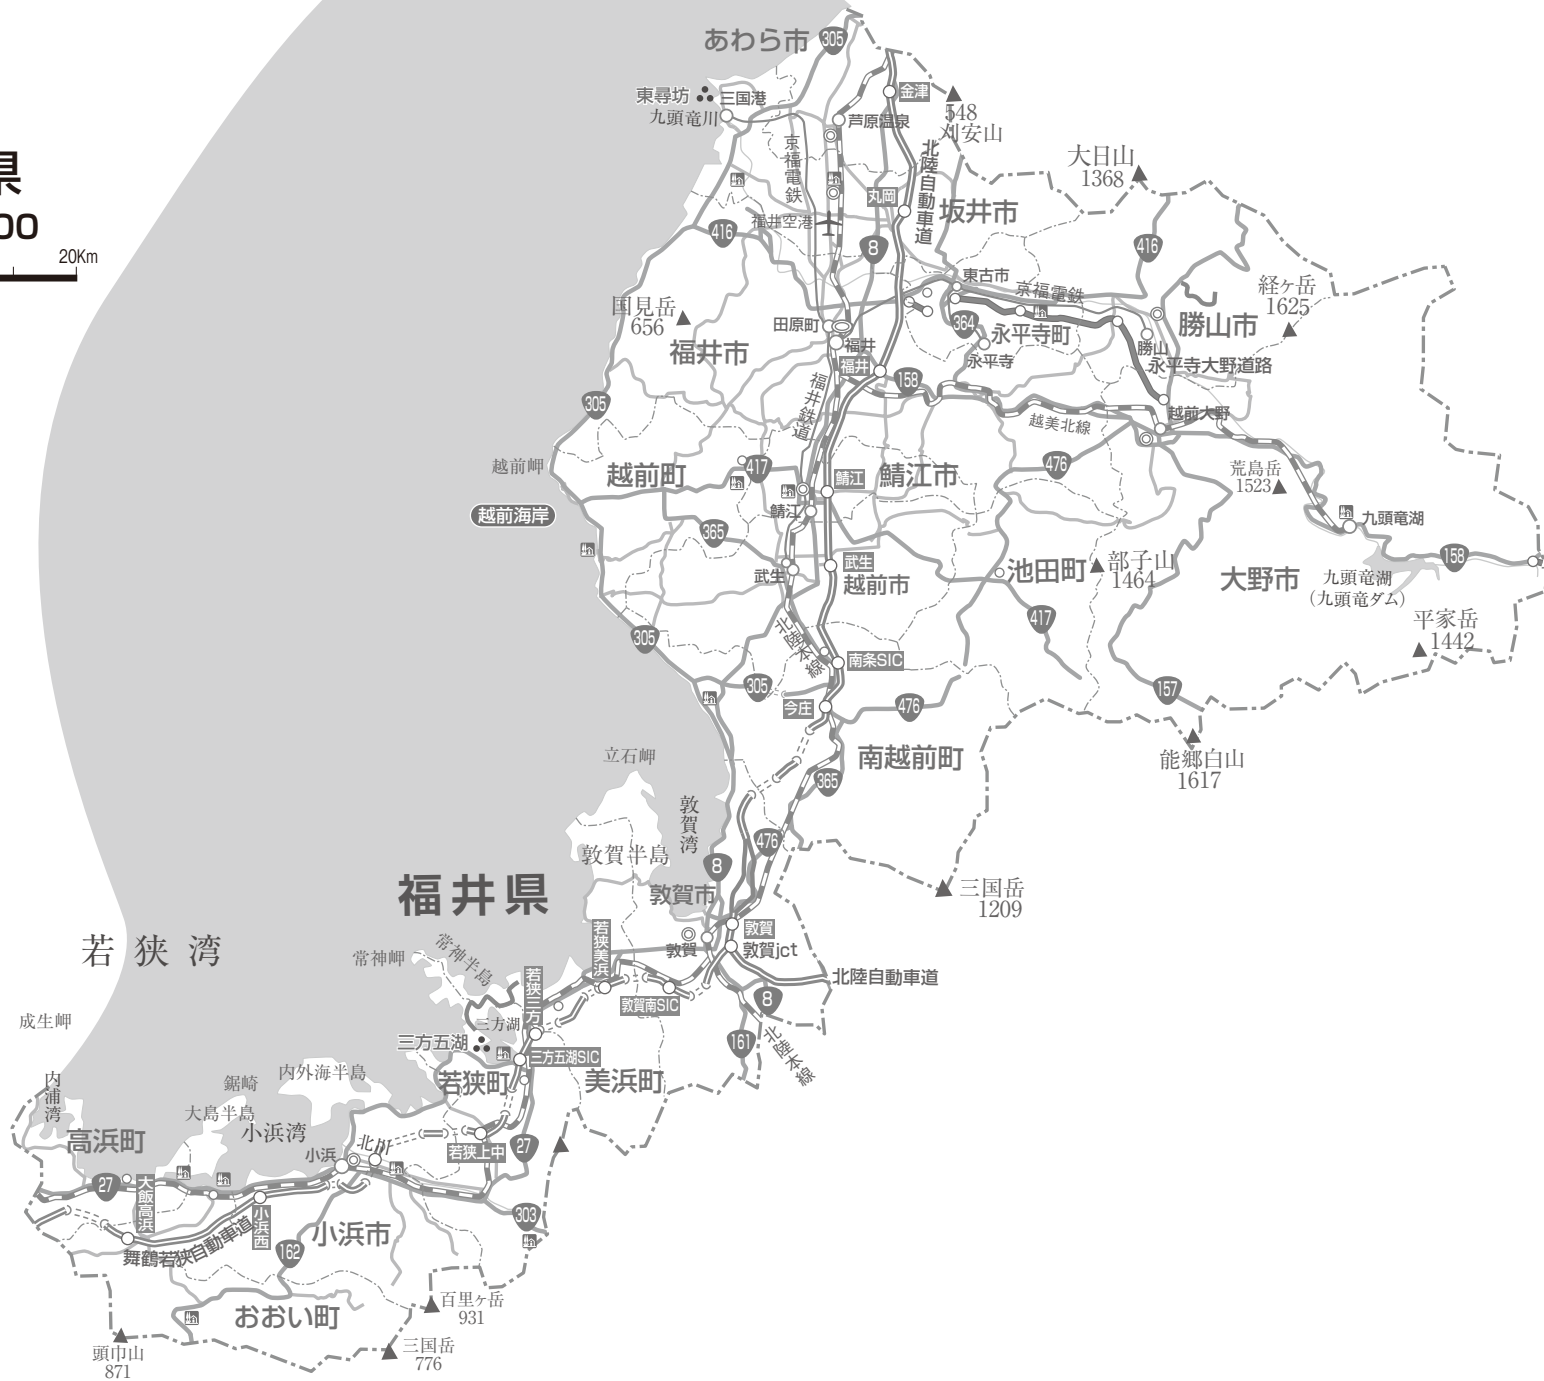 県
00
20Km
あわら市
305
東尋坊
三国港
九頭竜川
金津
芦原温泉
548
刈安山
京福電鉄
北陸自動車道
大日山
1368
丸岡
坂井市
福井空港
416
8
416
東古市
京福電鉄
経ヶ岳
1625
国見岳
656
田原町
364
永平寺町
勝山市
福井市
福井
永平寺
勝山
福井
永平寺大野道路
158
福井鉄道
305
越美北線
越前大野
越前岬
越前町
417
鯖江
鯖江市
476
荒島岳
1523
越前海岸
鯖江
九頭竜湖
365
武生
武生
越前市
池田町
部子山
1464
大野市
158
九頭竜湖
(九頭竜ダム)
417
平家岳
1442
305
北陸本線
南条SIC
305
今庄
476
157
南越前町
能郷白山
1617
立石岬
365
敦賀湾
476
敦賀半島
8
福井県
敦賀市
三国岳
1209
若狭湾
若狭美浜
敦賀
敦賀
敦賀jct
常神岬
常神半島
若狭三方
北陸自動車道
敦賀南SIC
8
成生岬
三方湖
三方五湖
161
北陸本線
三方五湖SIC
内浦湾
鋸崎
内外海半島
若狭町
美浜町
大島半島
小浜湾
高浜町
北川
小浜
若狭上中
27
27
大飯高浜
小浜西
303
舞鶴若狭自動車道
小浜市
162
おおい町
百里ヶ岳
931
頭巾山
871
三国岳
776